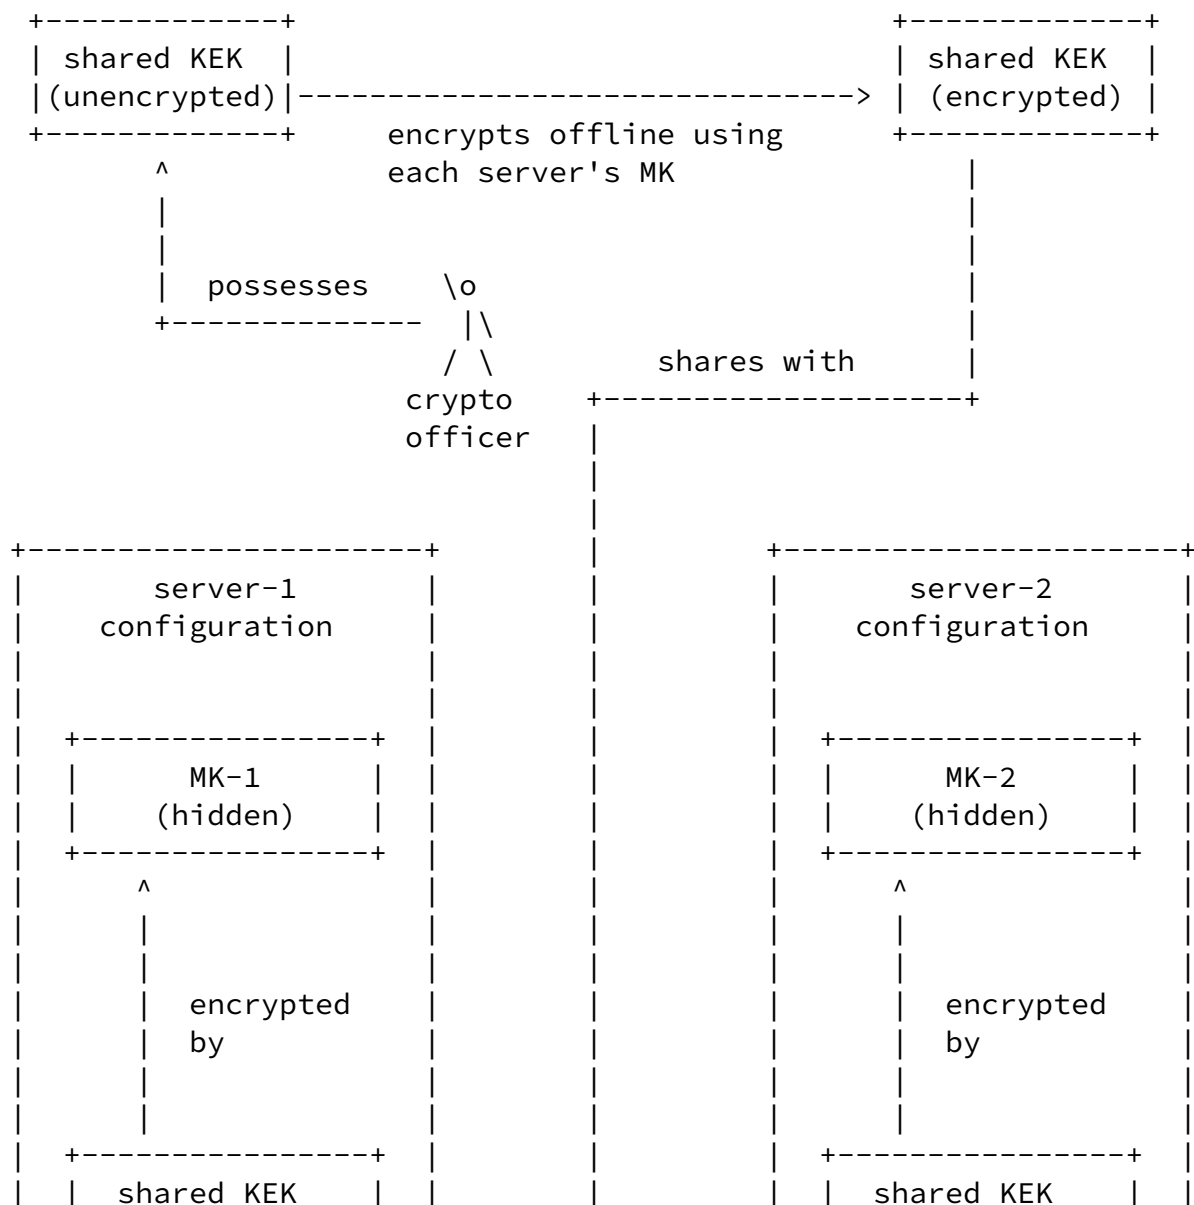 shared KEK shared KEK
(unencrypted) (encrypted)
encrypts offline using
each server's MK
possesses
shares with
crypto
officer
server-1 server-2
configuration configuration
MK-1 MK-2
(hidden) (hidden)
encrypted encrypted
by by
shared KEK shared KEK